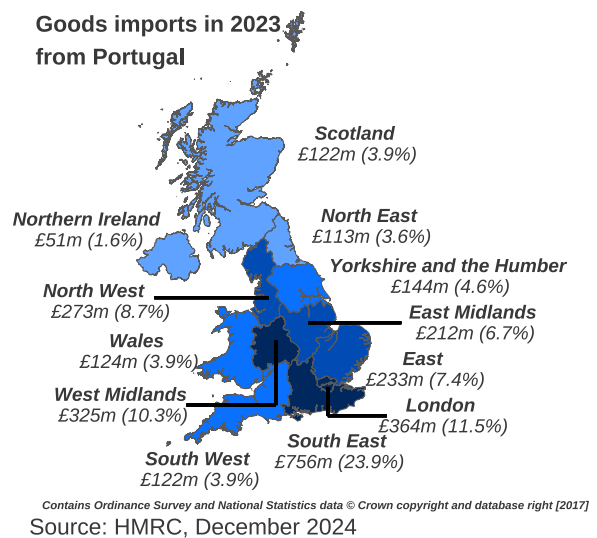 Goods imports in 2023
from Portugal
Scotland
£122m (3.9%)
Northern Ireland
£51m (1.6%)
North East
£113m (3.6%)
Yorkshire and the Humber
£144m (4.6%)
North West
£273m (8.7%)
East Midlands
£212m (6.7%)
Wales
£124m (3.9%)
East
£233m (7.4%)
West Midlands
£325m (10.3%)
London
£364m (11.5%)
South East
£756m (23.9%)
South West
£122m (3.9%)
Contains Ordinance Survey and National Statistics data © Crown copyright and database right [2017]
Source: HMRC, December 2024